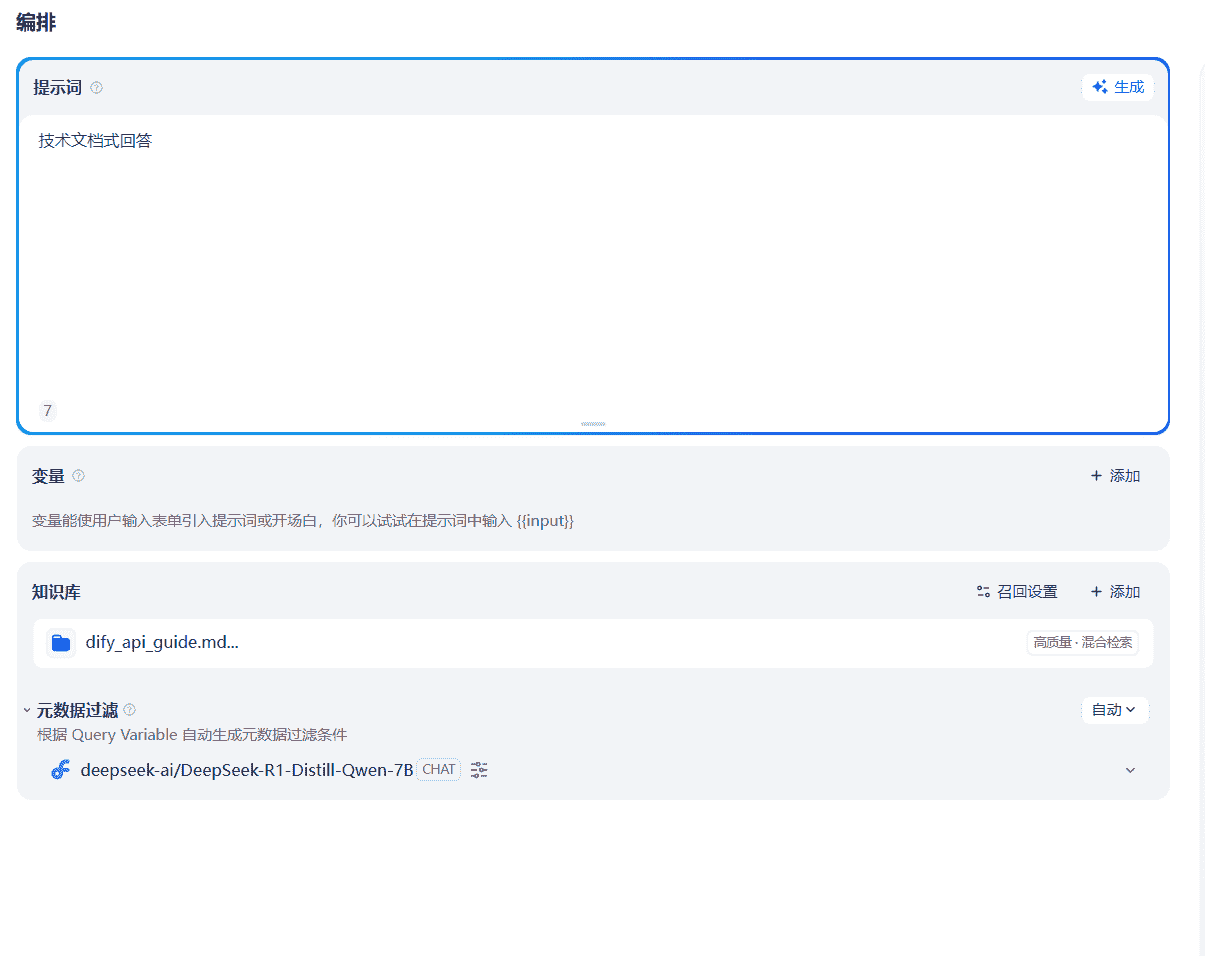 编排
提示词
生成
技术文档式回答
7
变量
+ 添加
变量能使用户输入表单引入提示词或开场白，你可以试试在提示词中输入 {{input}}
知识库
召回设置
+ 添加
dify_api_guide.md...
高质量 · 混合检索
元数据过滤
自动
根据 Query Variable 自动生成元数据过滤条件
deepseek-ai/DeepSeek-R1-Distill-Qwen-7B CHAT